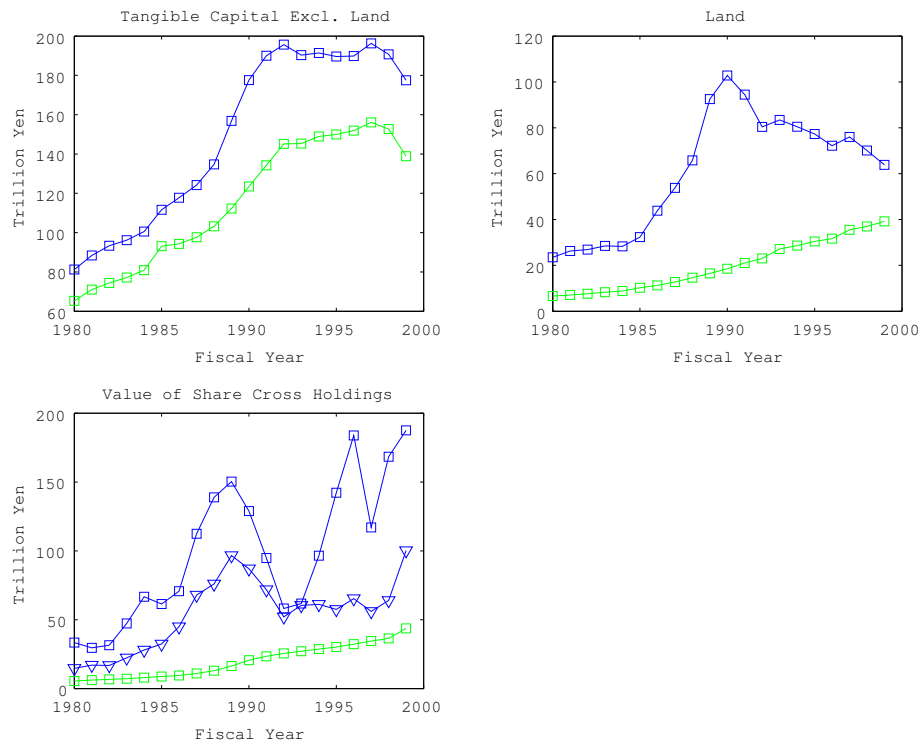 Tangible Capital Excl. Land
200
180
160
140
120
100
80
60
Trillion Yen
1980 1985 1990 1995 2000
Fiscal Year
Land
120
100
80
60
40
20
0
Trillion Yen
1980 1985 1990 1995 2000
Fiscal Year
Value of Share Cross Holdings
200
150
100
50
0
Trillion Yen
1980 1985 1990 1995 2000
Fiscal Year